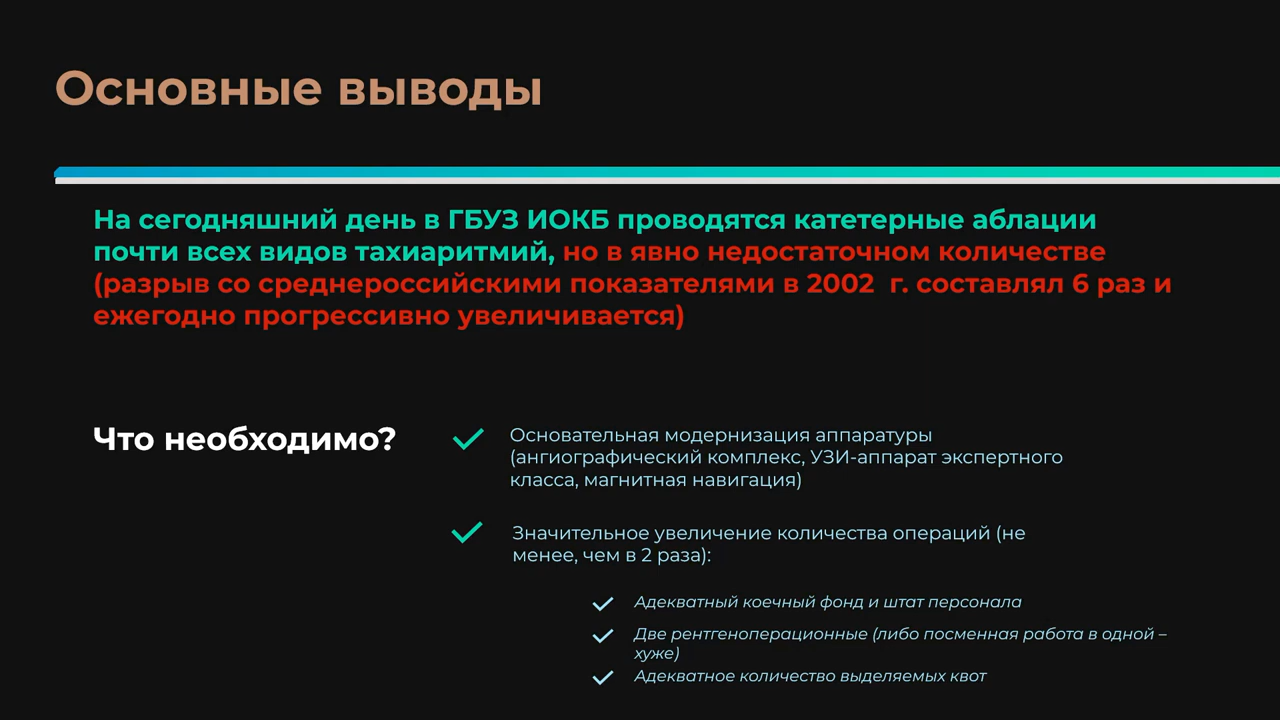 Основные выводы
На сегодняшний день в ГБУЗ ИОКБ проводятся катетерные аблации
почти всех видов тахиаритмий, но в явно недостаточном количестве
(разрыв со среднероссийскими показателями в 2002 г. составлял 6 раз и
ежегодно прогрессивно увеличивается)
Что необходимо?
Основательная модернизация аппаратуры
(ангиографический комплекс, УЗИ-аппарат экспертного
класса, магнитная навигация)
Значительное увеличение количества операций (не
менее, чем в 2 раза):
Адекватный коечный фонд и штат персонала
Две рентгеноперационные (либо посменная работа в одной –
хуже)
Адекватное количество выделяемых квот